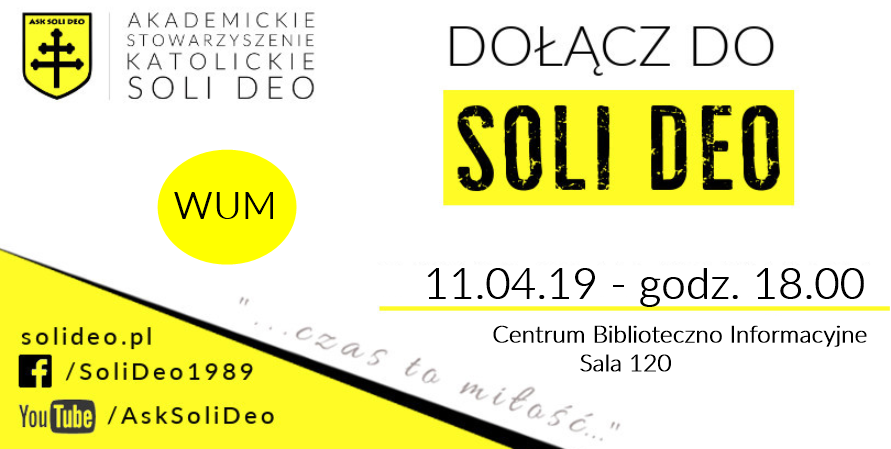 ASK SOLI DEO
AKADEMICKIE
STOWARZYSZENIE
KATOLICKIE
SOLI DEO
DOŁĄCZ DO
SOLI DEO
WUM
11.04.19 - godz. 18.00
Centrum Biblioteczno Informacyjne
Sala 120
"...czas to miłość..."
solideo.pl
/SoliDeo1989
YouTube /AskSoliDeo